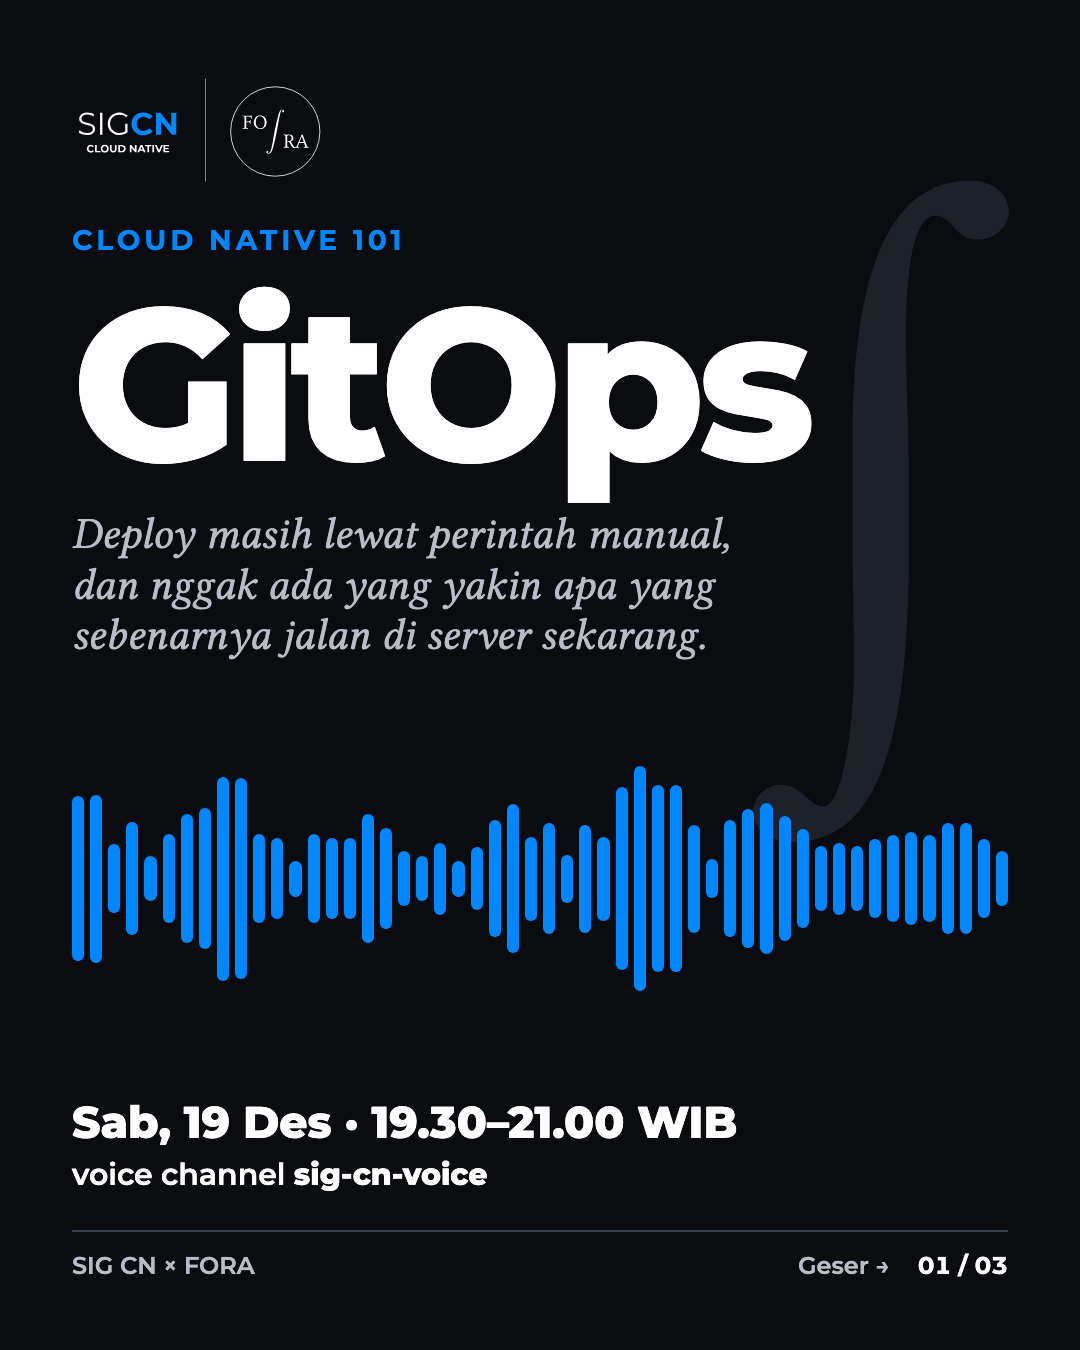 SIGCN
CLOUD NATIVE
FO∫RA
CLOUD NATIVE 101
GitOps
Deploy masih lewat perintah manual,
dan nggak ada yang yakin apa yang
sebenarnya jalan di server sekarang.
Sab, 19 Des · 19.30–21.00 WIB
voice channel sig-cn-voice
SIG CN × FORA
Geser → 01 / 03